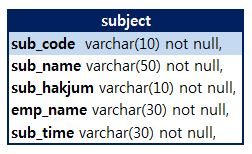 subject
sub_code varchar(10) not null,
sub_name varchar(50) not null,
sub_hakjum varchar(10) not null,
emp_name varchar(30) not null,
sub_time varchar(30) not null,